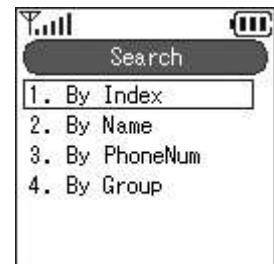 Search
1. By Index
2. By Name
3. By PhoneNum
4. By Group